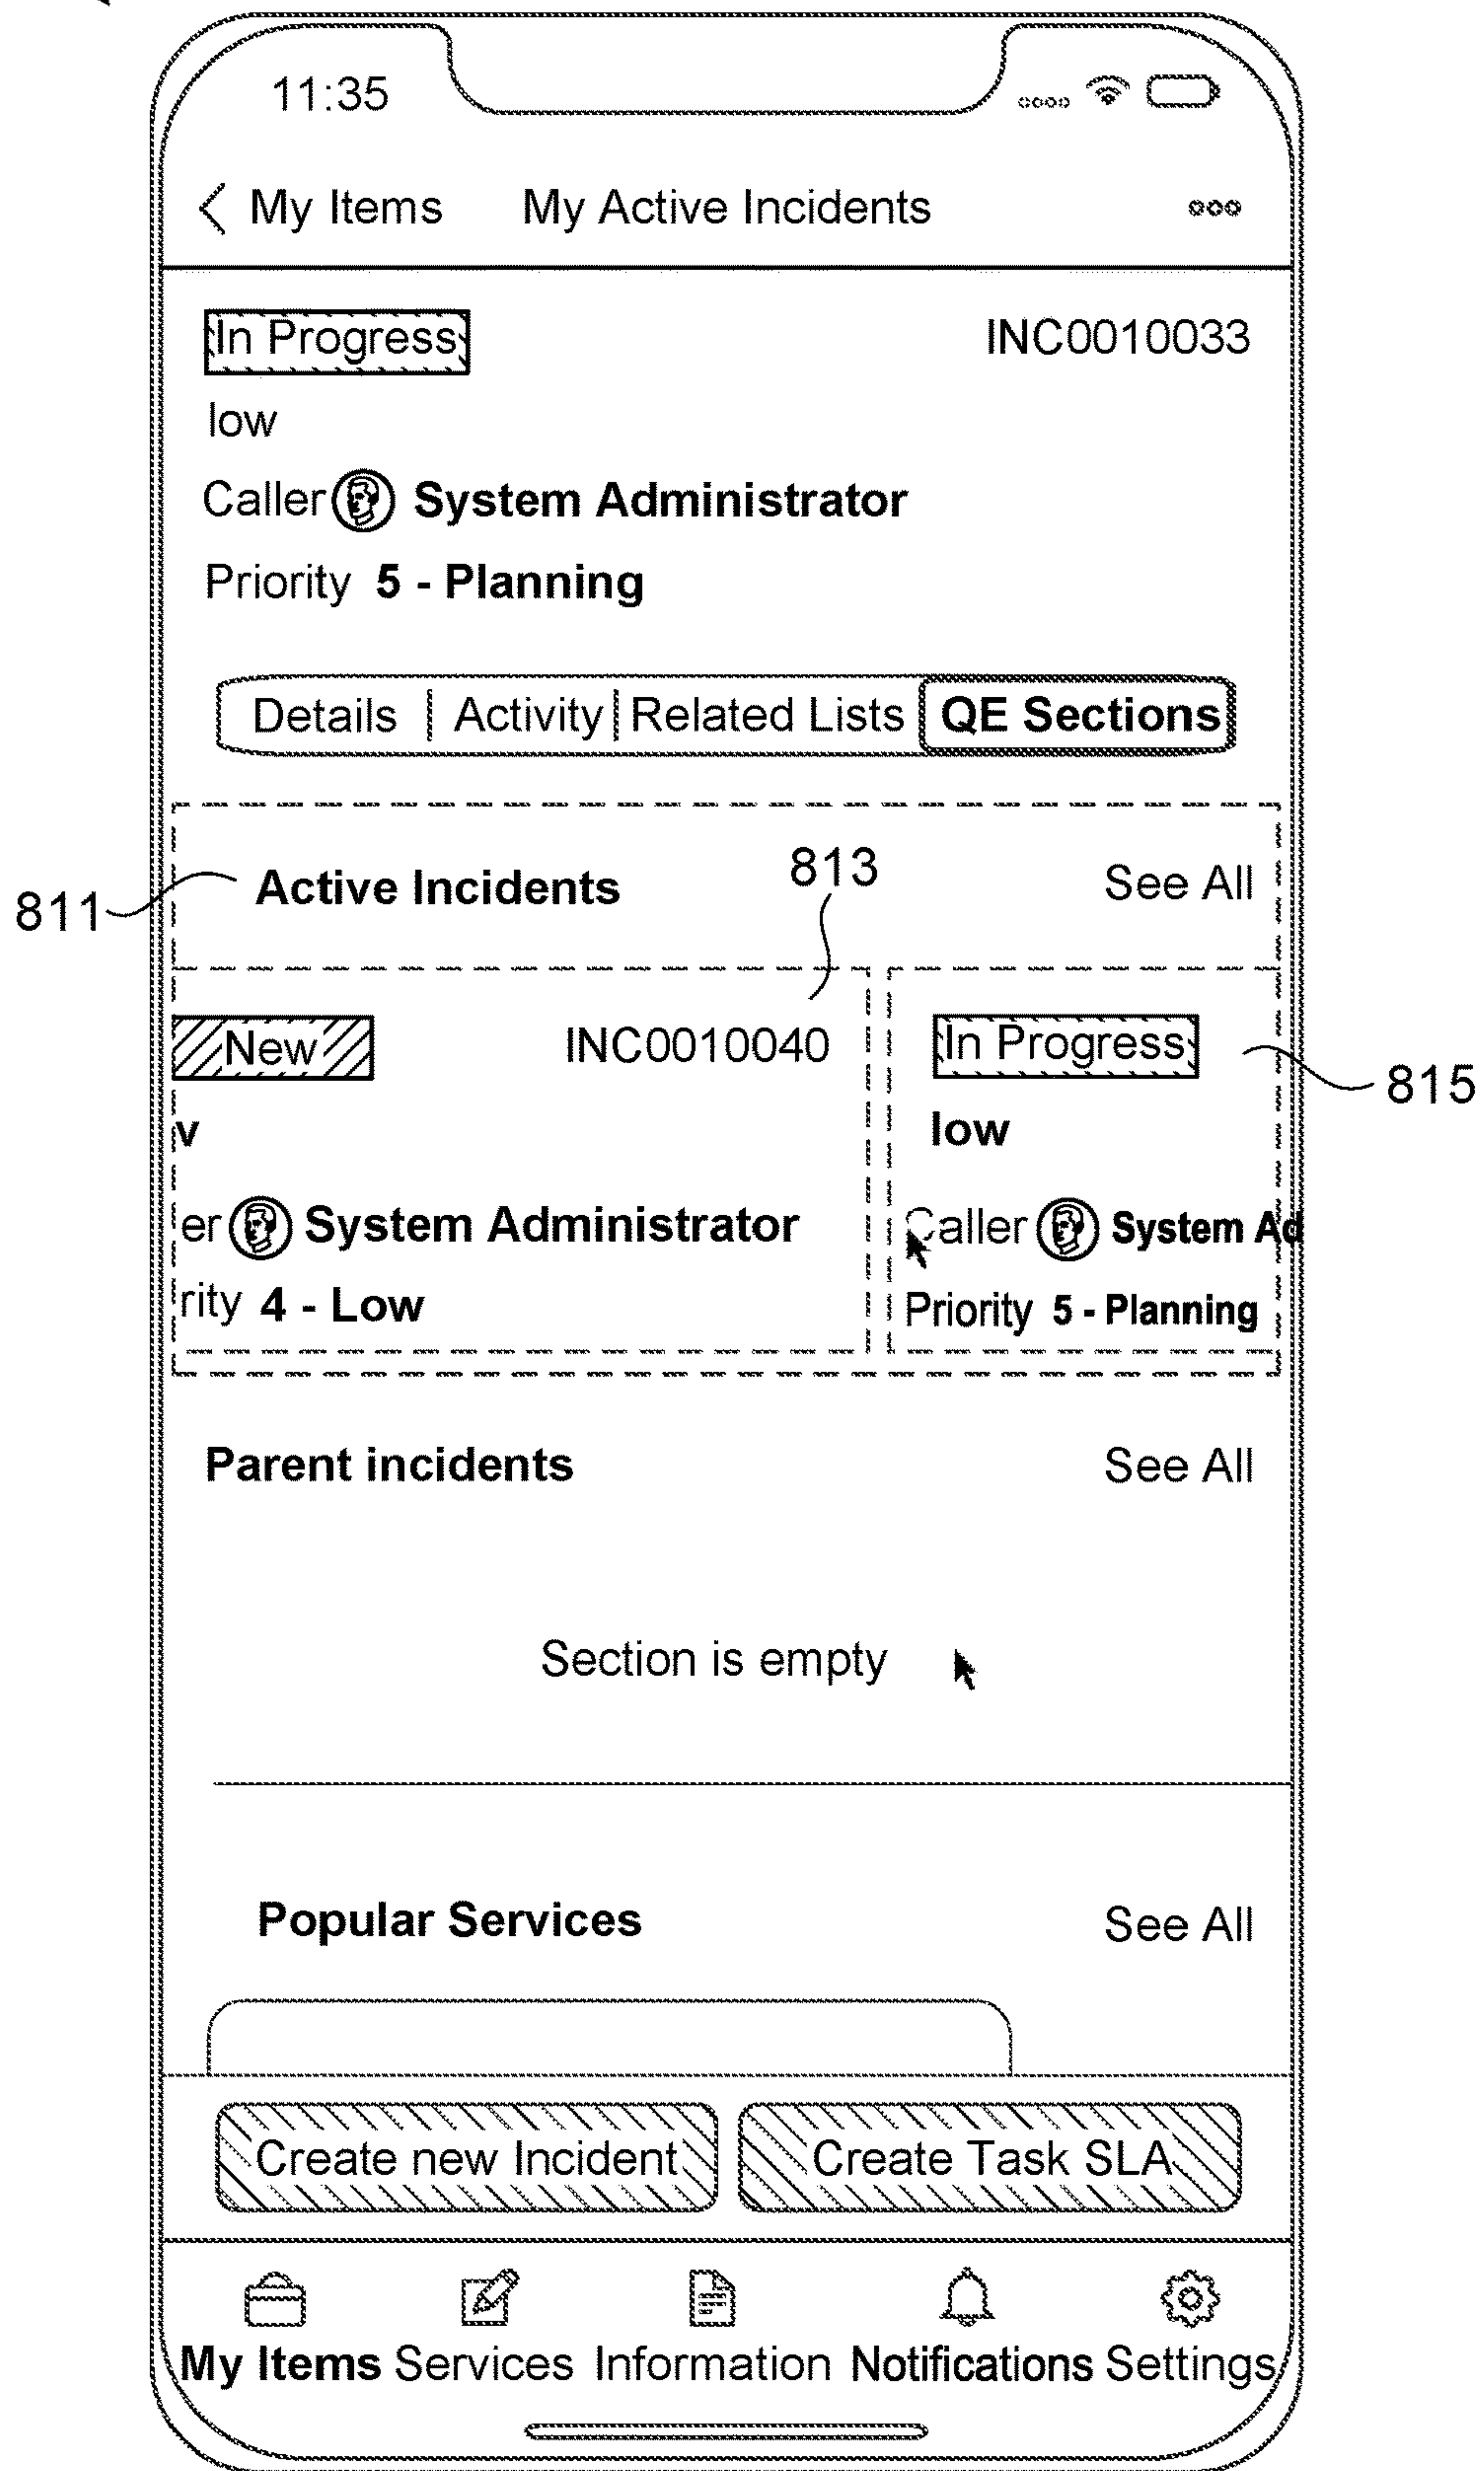 11:35
My Items My Active Incidents
In Progress INC0010033
low
Caller System Administrator
Priority 5 - Planning
Details Activity Related Lists QE Sections
813
811 Active Incidents See All
New INC0010040 In Progress
815
v low
er System Administrator Caller System Ad
rity 4 - Low Priority 5 - Planning
Parent incidents See All
Section is empty
Popular Services See All
Create new Incident Create Task SLA
My Items Services Information Notifications Settings